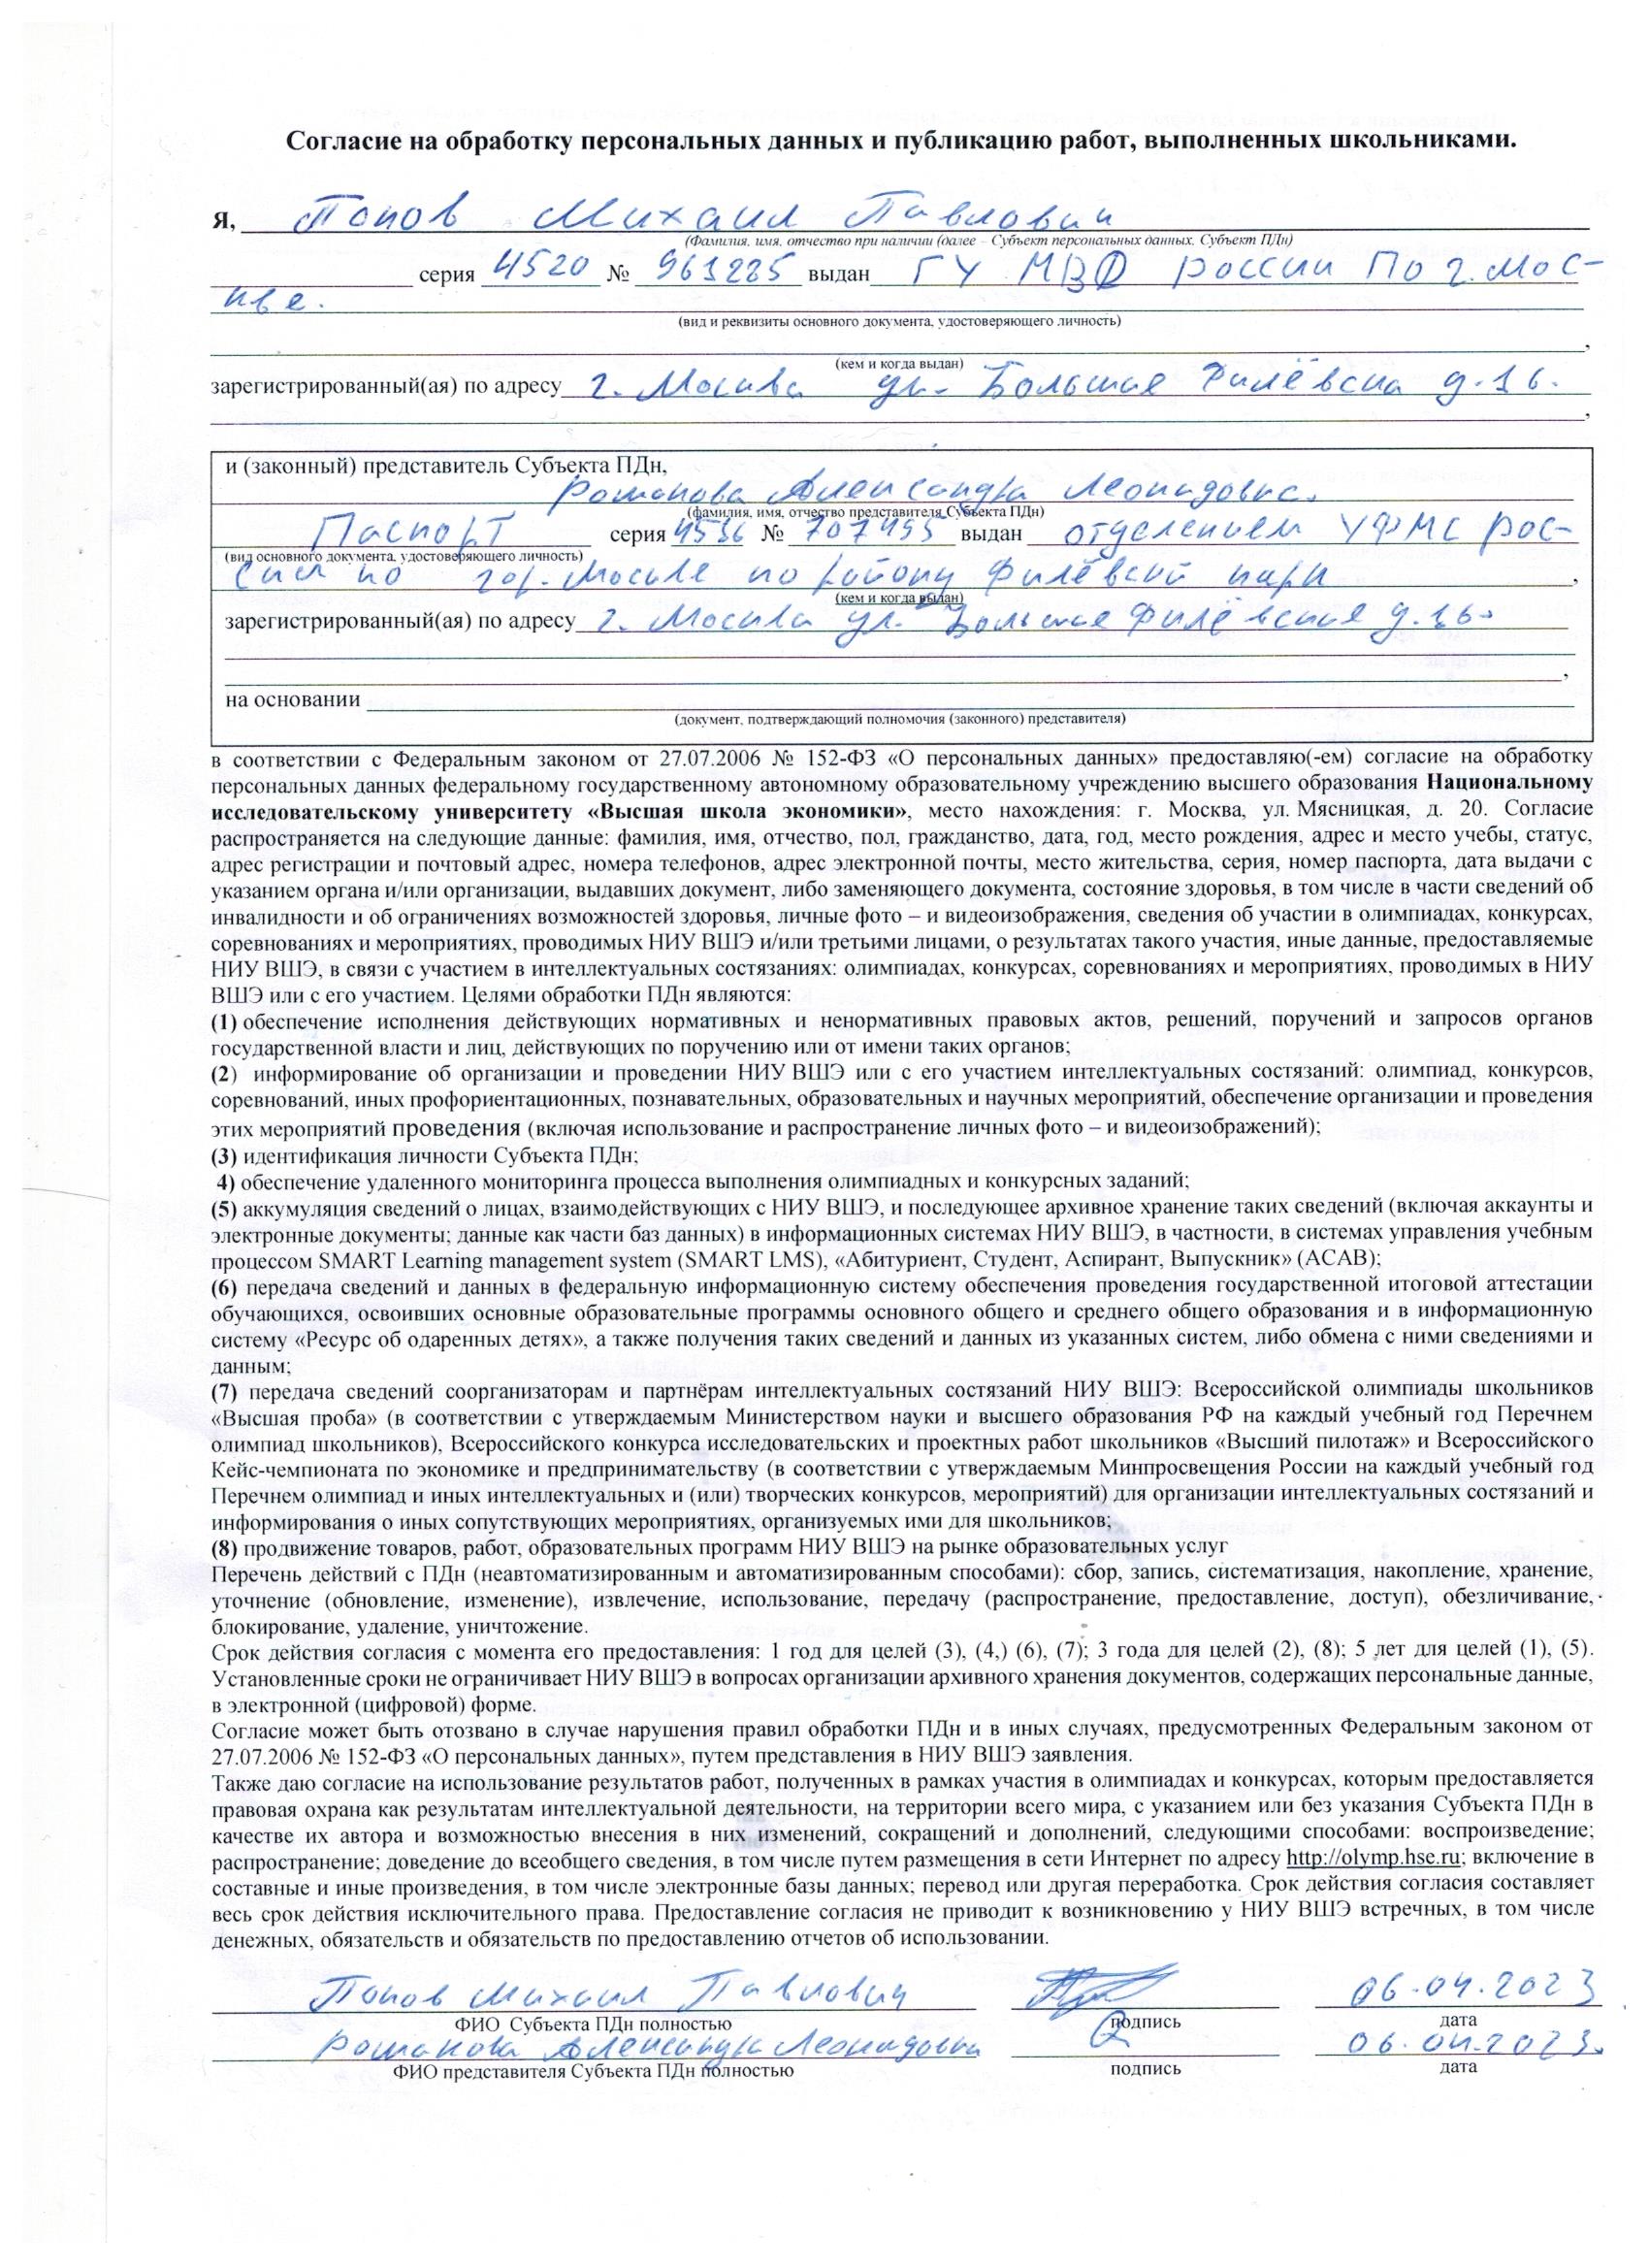 Согласие на обработку персональных данных и публикацию работ, выполненных школьниками.
Я, Попов Михаил Павлович
(Фамилия, имя, отчество при наличии (далее – Субъект персональных данных, Субъект ПДн)
серия 4520 № 961225 выдан ГУ МВД России По г. Мос-
кве.
(вид и реквизиты основного документа, удостоверяющего личность)
,
(кем и когда выдан)
зарегистрированный(ая) по адресу г. Москва ул. Большая Филёвска д. 16.
,
и (законный) представитель Субъекта ПДн,
Романова Александра Леонидовна.
(фамилия, имя, отчество представителя Субъекта ПДн)
Паспорт серия 4536 № 707495 выдан отделением УФМС рос-
(вид основного документа, удостоверяющего личность)
сии по гор. Москве по району Филёвский парк,
(кем и когда выдан)
зарегистрированный(ая) по адресу г. Москва ул. Большая Филёвская д. 16.
,
на основании
(документ, подтверждающий полномочия (законного) представителя)
в соответствии с Федеральным законом от 27.07.2006 № 152-ФЗ «О персональных данных» предоставляю(-ем) согласие на обработку
персональных данных федеральному государственному автономному образовательному учреждению высшего образования Национальному
исследовательскому университету «Высшая школа экономики», место нахождения: г. Москва, ул. Мясницкая, д. 20. Согласие
распространяется на следующие данные: фамилия, имя, отчество, пол, гражданство, дата, год, место рождения, адрес и место учебы, статус,
адрес регистрации и почтовый адрес, номера телефонов, адрес электронной почты, место жительства, серия, номер паспорта, дата выдачи с
указанием органа и/или организации, выдавших документ, либо заменяющего документа, состояние здоровья, в том числе в части сведений об
инвалидности и об ограничениях возможностей здоровья, личные фото – и видеоизображения, сведения об участии в олимпиадах, конкурсах,
соревнованиях и мероприятиях, проводимых НИУ ВШЭ и/или третьими лицами, о результатах такого участия, иные данные, предоставляемые
НИУ ВШЭ, в связи с участием в интеллектуальных состязаниях: олимпиадах, конкурсах, соревнованиях и мероприятиях, проводимых в НИУ
ВШЭ или с его участием. Целями обработки ПДн являются:
(1) обеспечение исполнения действующих нормативных и ненормативных правовых актов, решений, поручений и запросов органов
государственной власти и лиц, действующих по поручению или от имени таких органов;
(2) информирование об организации и проведении НИУ ВШЭ или с его участием интеллектуальных состязаний: олимпиад, конкурсов,
соревнований, иных профориентационных, познавательных, образовательных и научных мероприятий, обеспечение организации и проведения
этих мероприятий проведения (включая использование и распространение личных фото – и видеоизображений);
(3) идентификация личности Субъекта ПДн;
4) обеспечение удаленного мониторинга процесса выполнения олимпиадных и конкурсных заданий;
(5) аккумуляция сведений о лицах, взаимодействующих с НИУ ВШЭ, и последующее архивное хранение таких сведений (включая аккаунты и
электронные документы; данные как части баз данных) в информационных системах НИУ ВШЭ, в частности, в системах управления учебным
процессом SMART Learning management system (SMART LMS), «Абитуриент, Студент, Аспирант, Выпускник» (АСАВ);
(6) передача сведений и данных в федеральную информационную систему обеспечения проведения государственной итоговой аттестации
обучающихся, освоивших основные образовательные программы основного общего и среднего общего образования и в информационную
систему «Ресурс об одаренных детях», а также получения таких сведений и данных из указанных систем, либо обмена с ними сведениями и
данным;
(7) передача сведений соорганизаторам и партнёрам интеллектуальных состязаний НИУ ВШЭ: Всероссийской олимпиады школьников
«Высшая проба» (в соответствии с утверждаемым Министерством науки и высшего образования РФ на каждый учебный год Перечнем
олимпиад школьников), Всероссийского конкурса исследовательских и проектных работ школьников «Высший пилотаж» и Всероссийского
Кейс-чемпионата по экономике и предпринимательству (в соответствии с утверждаемым Минпросвещения России на каждый учебный год
Перечнем олимпиад и иных интеллектуальных и (или) творческих конкурсов, мероприятий) для организации интеллектуальных состязаний и
информирования о иных сопутствующих мероприятиях, организуемых ими для школьников;
(8) продвижение товаров, работ, образовательных программ НИУ ВШЭ на рынке образовательных услуг
Перечень действий с ПДн (неавтоматизированным и автоматизированным способами): сбор, запись, систематизация, накопление, хранение,
уточнение (обновление, изменение), извлечение, использование, передачу (распространение, предоставление, доступ), обезличивание,
блокирование, удаление, уничтожение.
Срок действия согласия с момента его предоставления: 1 год для целей (3), (4,) (6), (7); 3 года для целей (2), (8); 5 лет для целей (1), (5).
Установленные сроки не ограничивает НИУ ВШЭ в вопросах организации архивного хранения документов, содержащих персональные данные,
в электронной (цифровой) форме.
Согласие может быть отозвано в случае нарушения правил обработки ПДн и в иных случаях, предусмотренных Федеральным законом от
27.07.2006 № 152-ФЗ «О персональных данных», путем представления в НИУ ВШЭ заявления.
Также даю согласие на использование результатов работ, полученных в рамках участия в олимпиадах и конкурсах, которым предоставляется
правовая охрана как результатам интеллектуальной деятельности, на территории всего мира, с указанием или без указания Субъекта ПДн в
качестве их автора и возможностью внесения в них изменений, сокращений и дополнений, следующими способами: воспроизведение;
распространение; доведение до всеобщего сведения, в том числе путем размещения в сети Интернет по адресу http://olymp.hse.ru; включение в
составные и иные произведения, в том числе электронные базы данных; перевод или другая переработка. Срок действия согласия составляет
весь срок действия исключительного права. Предоставление согласия не приводит к возникновению у НИУ ВШЭ встречных, в том числе
денежных, обязательств и обязательств по предоставлению отчетов об использовании.
Попов Михаил Павлович 06.04.2023
ФИО Субъекта ПДн полностью подпись дата
Романова Александра Леонидовна 06.04.2023.
ФИО представителя Субъекта ПДн полностью подпись дата